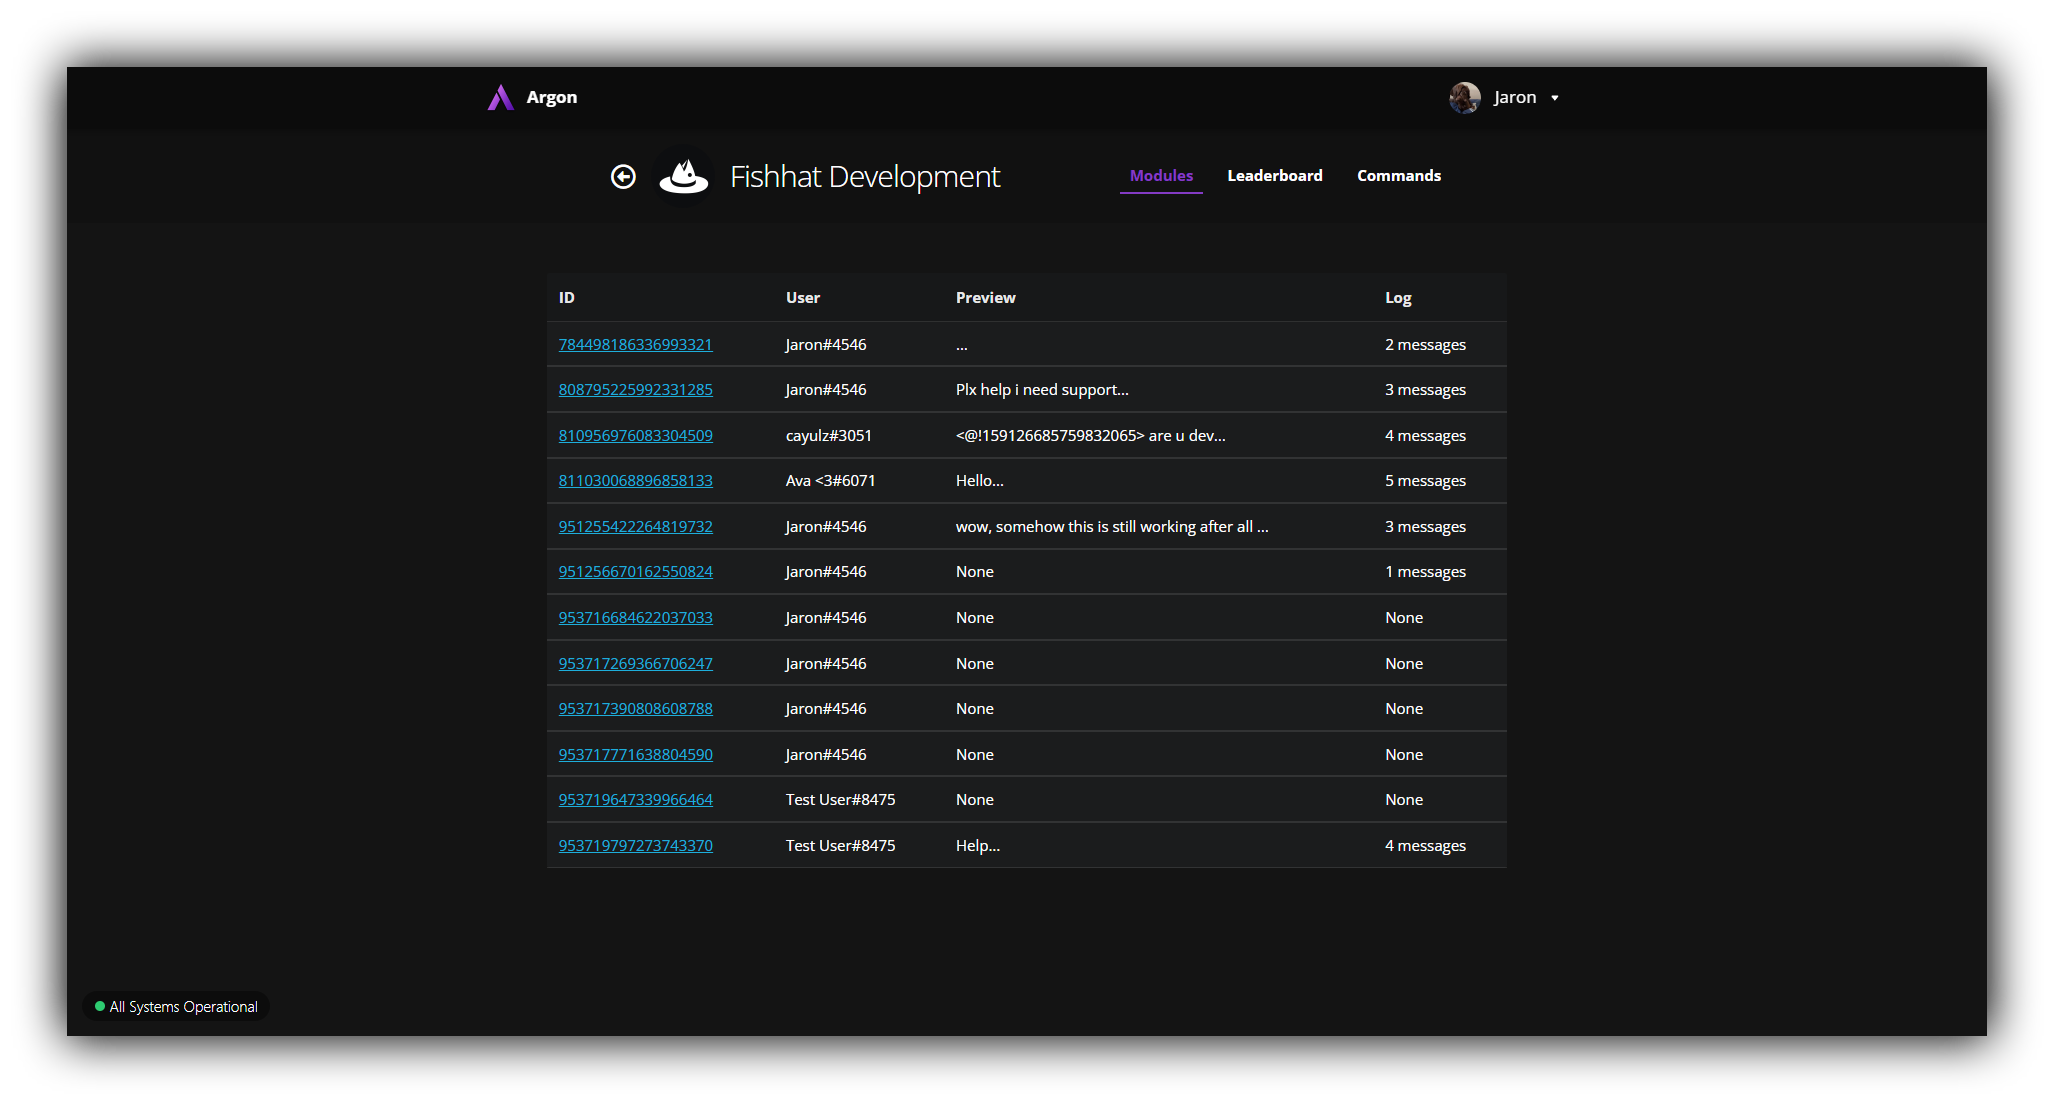 Argon
Jaron
Fishhat Development
Modules Leaderboard Commands
ID User Preview Log
784498186336993321 Jaron#4546 ... 2 messages
808795225992331285 Jaron#4546 Plx help i need support... 3 messages
810956976083304509 cayulz#3051 <@!159126685759832065> are u dev... 4 messages
811030068896858133 Ava <3#6071 Hello... 5 messages
951255422264819732 Jaron#4546 wow, somehow this is still working after all ... 3 messages
951256670162550824 Jaron#4546 None 1 messages
953716684622037033 Jaron#4546 None None
953717269366706247 Jaron#4546 None None
953717390808608788 Jaron#4546 None None
953717771638804590 Jaron#4546 None None
953719647339966464 Test User#8475 None None
953719797273743370 Test User#8475 Help... 4 messages
All Systems Operational